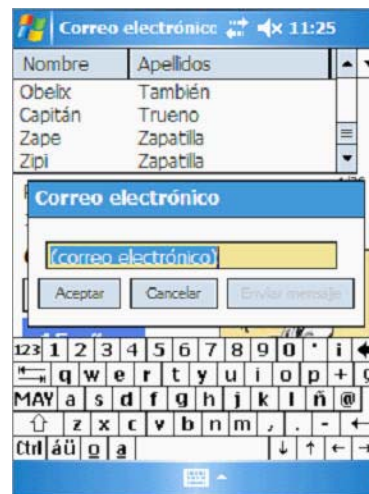 Correo electrónicc 11:25
Nombre Apellidos
Obelix También
Capitán Trueno
Zape Zapatilla
Zipi Zapatilla
Correo electrónico
(correo electrónico)
Aceptar Cancelar Enviar mensaje
123 1 2 3 4 5 6 7 8 9 0 ' ¡
q w e r t y u i o p + ç
MAY a s d f g h j k l ñ @
z x c v b n m , . -
Ctrl áü º ª